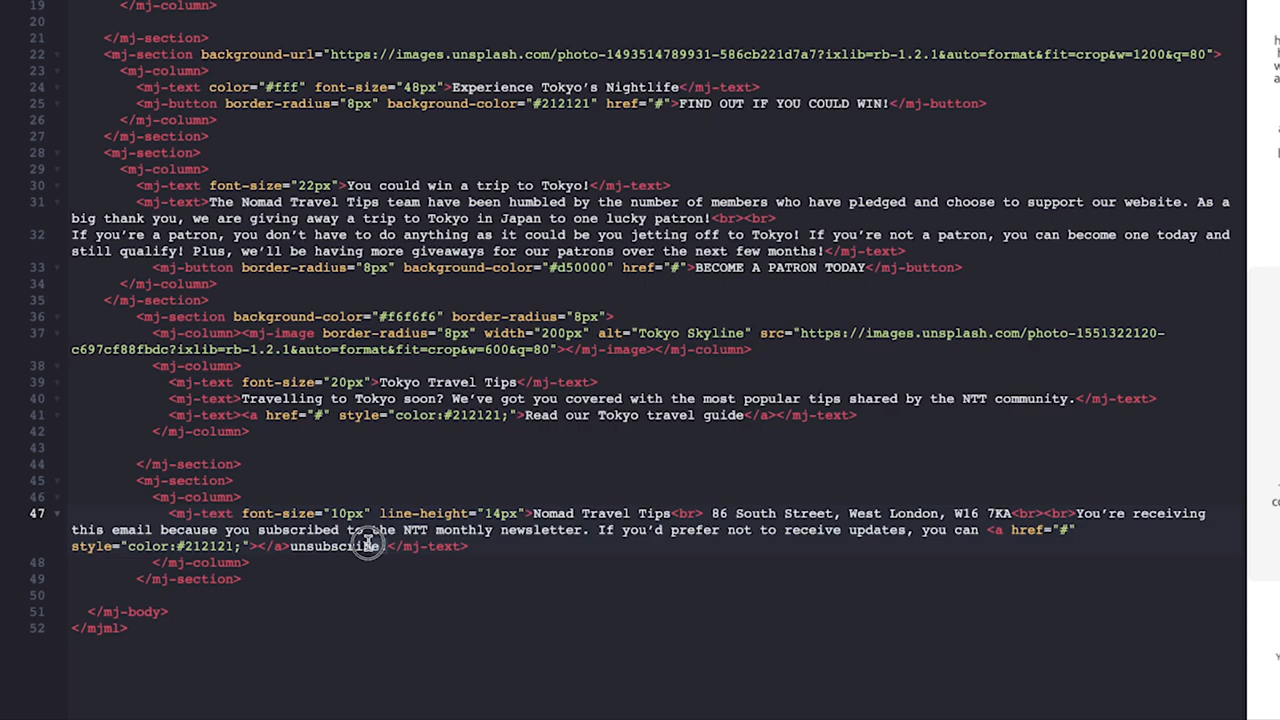 19 </mj-column>
20
21 </mj-section>
22 <mj-section background-url="https://images.unsplash.com/photo-1493514789931-586cb221d7a7?ixlib=rb-1.2.1&auto=format&fit=crop&w=1200&q=80">
23 <mj-column>
24 <mj-text color="#fff" font-size="48px">Experience Tokyo's Nightlife</mj-text>
25 <mj-button border-radius="8px" background-color="#212121" href="#">FIND OUT IF YOU COULD WIN!</mj-button>
26 </mj-column>
27 </mj-section>
28 <mj-section>
29 <mj-column>
30 <mj-text font-size="22px">You could win a trip to Tokyo!</mj-text>
31 <mj-text>The Nomad Travel Tips team have been humbled by the number of members who have pledged and choose to support our website. As a
big thank you, we are giving away a trip to Tokyo in Japan to one lucky patron!<br><br>
32 If you're a patron, you don't have to do anything as it could be you jetting off to Tokyo! If you're not a patron, you can become one today and
still qualify! Plus, we'll be having more giveaways for our patrons over the next few months!</mj-text>
33 <mj-button border-radius="8px" background-color="#d50000" href="#">BECOME A PATRON TODAY</mj-button>
34 </mj-column>
35 </mj-section>
36 <mj-section background-color="#f6f6f6" border-radius="8px">
37 <mj-column><mj-image border-radius="8px" width="200px" alt="Tokyo Skyline" src="https://images.unsplash.com/photo-1551322120-
c697cf88fbdc?ixlib=rb-1.2.1&auto=format&fit=crop&w=600&q=80"></mj-image></mj-column>
38 <mj-column>
39 <mj-text font-size="20px">Tokyo Travel Tips</mj-text>
40 <mj-text>Travelling to Tokyo soon? We've got you covered with the most popular tips shared by the NTT community.</mj-text>
41 <mj-text><a href="#" style="color:#212121;">Read our Tokyo travel guide</a></mj-text>
42 </mj-column>
43
44 </mj-section>
45 <mj-section>
46 <mj-column>
47 <mj-text font-size="10px" line-height="14px">Nomad Travel Tips<br> 86 South Street, West London, W16 7KA<br><br>You're receiving
this email because you subscribed to the NTT monthly newsletter. If you'd prefer not to receive updates, you can <a href="#"
style="color:#212121;"></a>unsubscribe.</mj-text>
48 </mj-column>
49 </mj-section>
50
51 </mj-body>
52 </mjml>